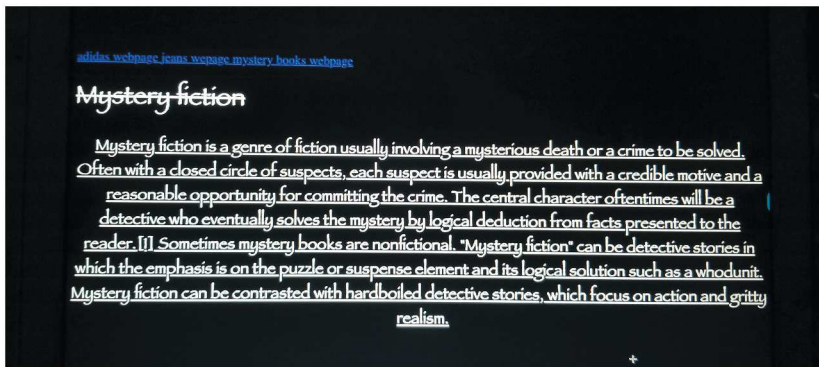 adidas webpage jeans wepage mystery books webpage
Mystery fiction
Mystery fiction is a genre of fiction usually involving a mysterious death or a crime to be solved.
Often with a closed circle of suspects, each suspect is usually provided with a credible motive and a
reasonable opportunity for committing the crime. The central character oftentimes will be a
detective who eventually solves the mystery by logical deduction from facts presented to the
reader.[1] Sometimes mystery books are nonfictional. "Mystery fiction" can be detective stories in
which the emphasis is on the puzzle or suspense element and its logical solution such as a whodunit.
Mystery fiction can be contrasted with hardboiled detective stories, which focus on action and gritty
realism.